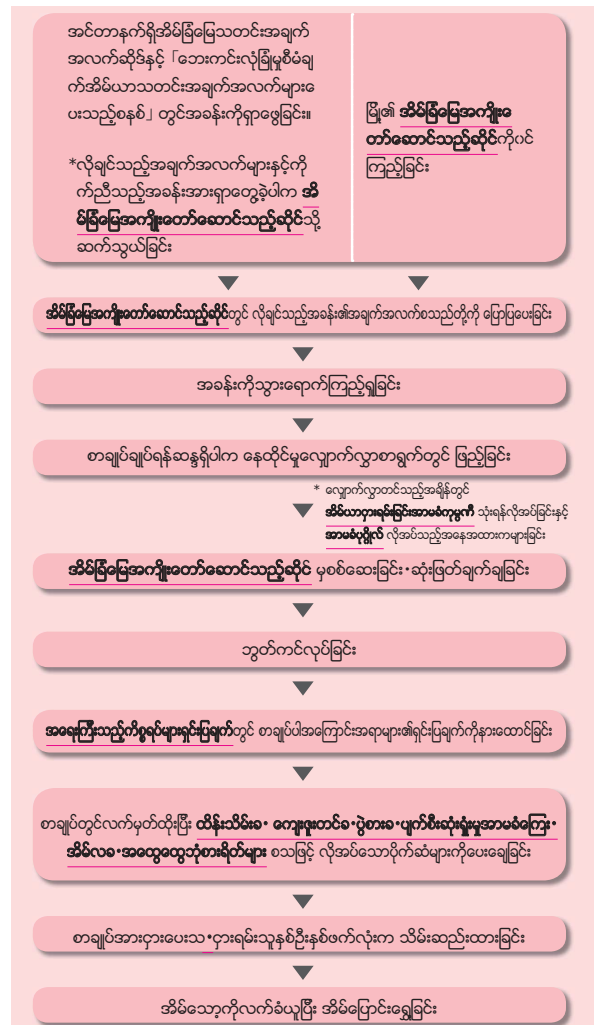 အင်တာနက်ရှိအိမ်ခြံမြေသတင်းအချက်
အလက်ဆိုဒ်နှင့်「ဘေးကင်းလုံခြုံမှုစီမံချ
က်အိမ်ယာသတင်းအချက်အလက်များပေ
ပးသည့်စနစ်」တွင်အခန်းကိုရှာဖွေခြင်း။
*လိုချင်သည့်အချက်အလက်များနှင့်ကို
က်ညီသည့်အခန်းအားရှာတွေ့ခဲ့ပါက အိ
မ်ခြံမြေအကျိုးတော်ဆောင်သည့်ဆိုင်သို့
ဆက်သွယ်ခြင်း
မြို့၏ အိမ်ခြံမြေအကျိုးေ
တာ်ဆောင်သည့်ဆိုင်ကိုဝင်
ကြည့်ခြင်း
အိမ်ခြံမြေအကျိုးတော်ဆောင်သည့်ဆိုင်တွင် လိုချင်သည့်အခန်း၏အချက်အလက်စသည်တို့ကို ပြောပြပေးခြင်း
အခန်းကိုသွားရောက်ကြည့်ရှုခြင်း
စာချုပ်ချုပ်ရန်ဆန္ဒရှိပါက နေထိုင်မှုလျှောက်လွှာစာရွက်တွင် ဖြည့်ခြင်း
* လျှောက်လွှာတင်သည့်အချိန်တွင်
အိမ်ယာငှားရမ်းခြင်းအာမခံကုမ္ပဏီ သုံးရန်လိုအပ်ခြင်းနှင့်
အာမခံပုဂ္ဂိုလ် လိုအပ်သည့်အနေအထားကများခြင်း
အိမ်ခြံမြေအကျိုးတော်ဆောင်သည့်ဆိုင် မှစစ်ဆေးခြင်း・ဆုံးဖြတ်ချက်ချခြင်း
ဘွတ်ကင်လုပ်ခြင်း
အရေးကြီးသည့်ကိစ္စရပ်များရှင်းပြချက်တွင် စာချုပ်ပါအကြောင်းအရာများ၏ရှင်းပြချက်ကိုနားထောင်ခြင်း
စာချုပ်တွင်လက်မှတ်ထိုးပြီး ထိန်းသိမ်းခ・ ကျေးဇူးတင်ခ・ပွဲစားခ・ပျက်စီးဆုံးရှုံးမှုအာမခံကြေး・
အိမ်လခ・အထွေထွေဘုံစားရိတ်များ စသဖြင့် လိုအပ်သောပိုက်ဆံများကိုပေးချေခြင်း
စာချုပ်အားငှားပေးသူ・ငှားရမ်းသူနှစ်ဦးနှစ်ဖက်လုံးက သိမ်းဆည်းထားခြင်း
အိမ်သော့ကိုလက်ခံယူပြီး အိမ်ပြောင်းရွှေ့ခြင်း